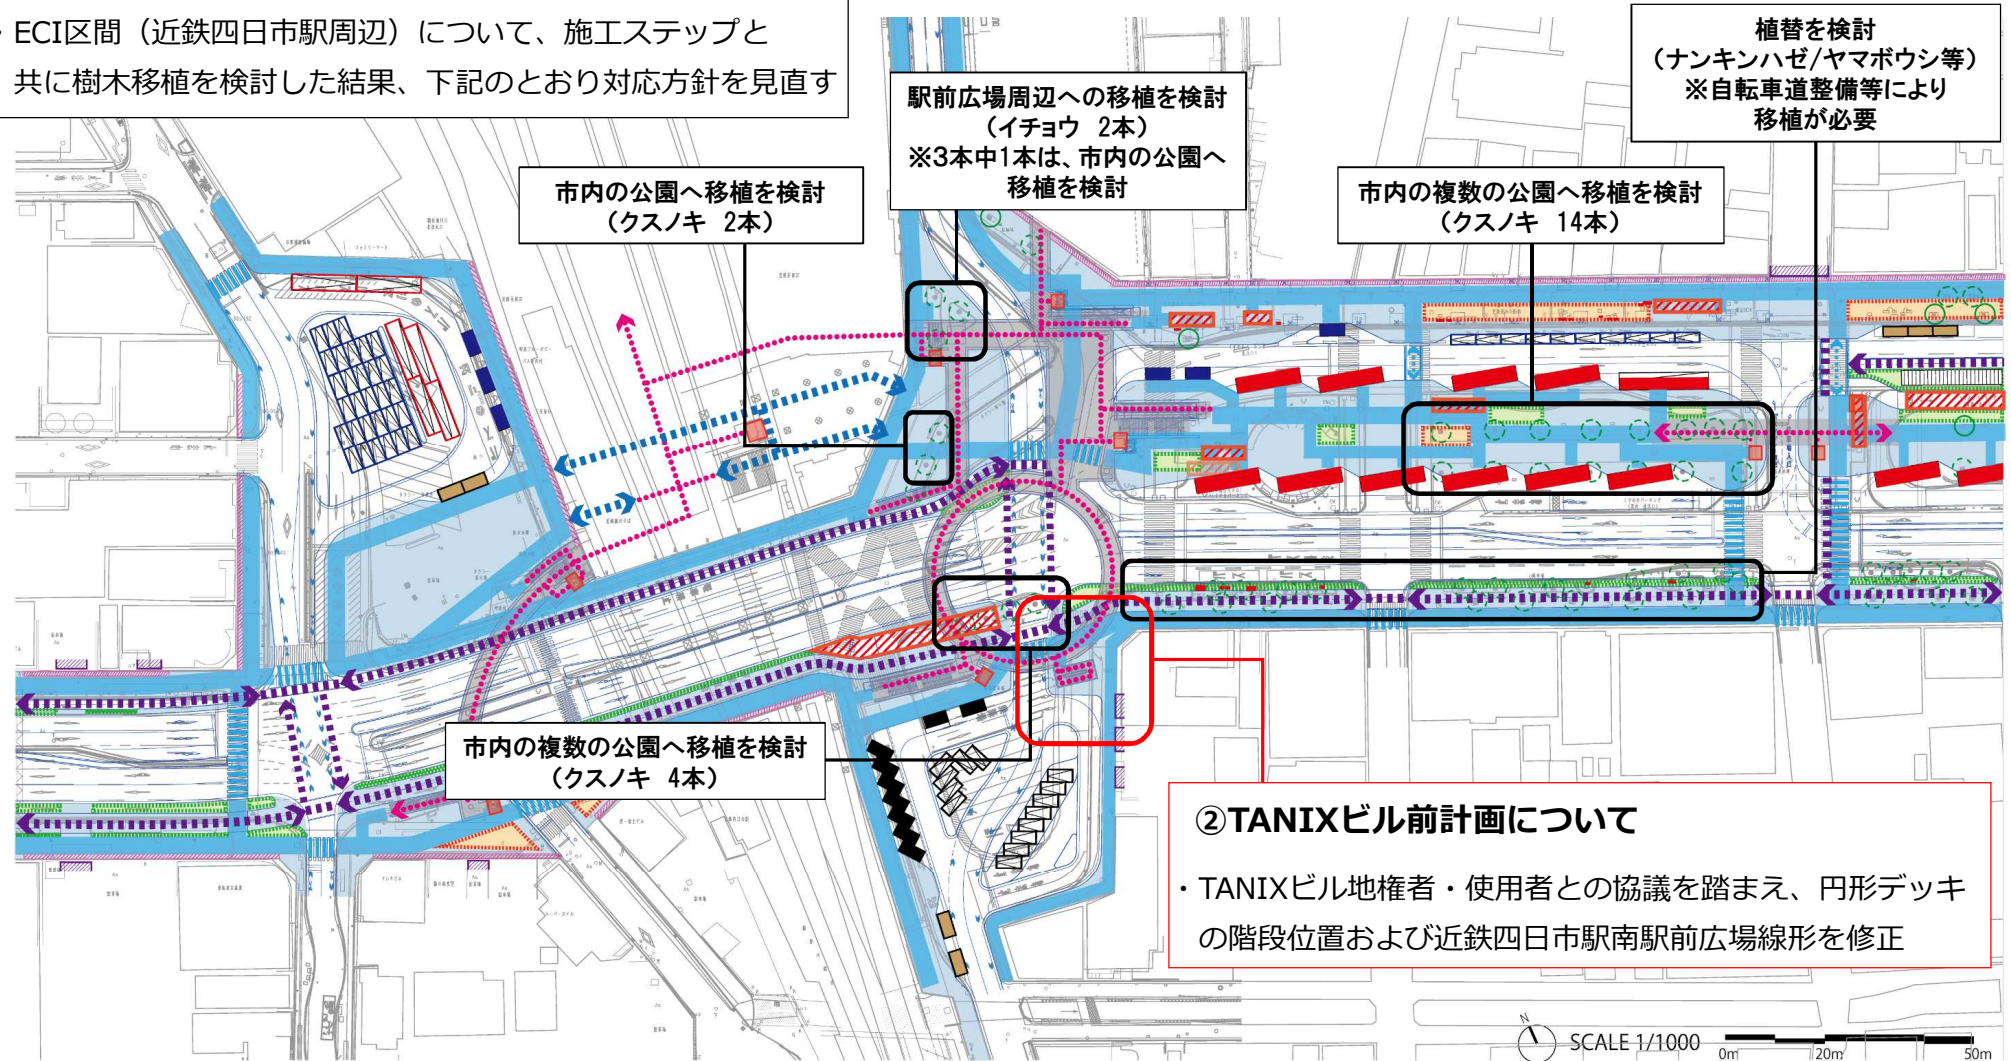 ・ECI区間（近鉄四日市駅周辺）について、施工ステップと
共に樹木移植を検討した結果、下記のとおり対応方針を見直す
植替を検討
（ナンキンハゼ/ヤマボウシ等）
※自転車道整備等により
移植が必要
駅前広場周辺への移植を検討
（イチョウ 2本）
※3本中1本は、市内の公園へ
移植を検討
市内の公園へ移植を検討
（クスノキ 2本）
市内の複数の公園へ移植を検討
（クスノキ 14本）
市内の複数の公園へ移植を検討
（クスノキ 4本）
②TANIXビル前計画について
・TANIXビル地権者・使用者との協議を踏まえ、円形デッキ
の階段位置および近鉄四日市駅南駅前広場線形を修正
N
SCALE 1/1000
0m 20m 50m